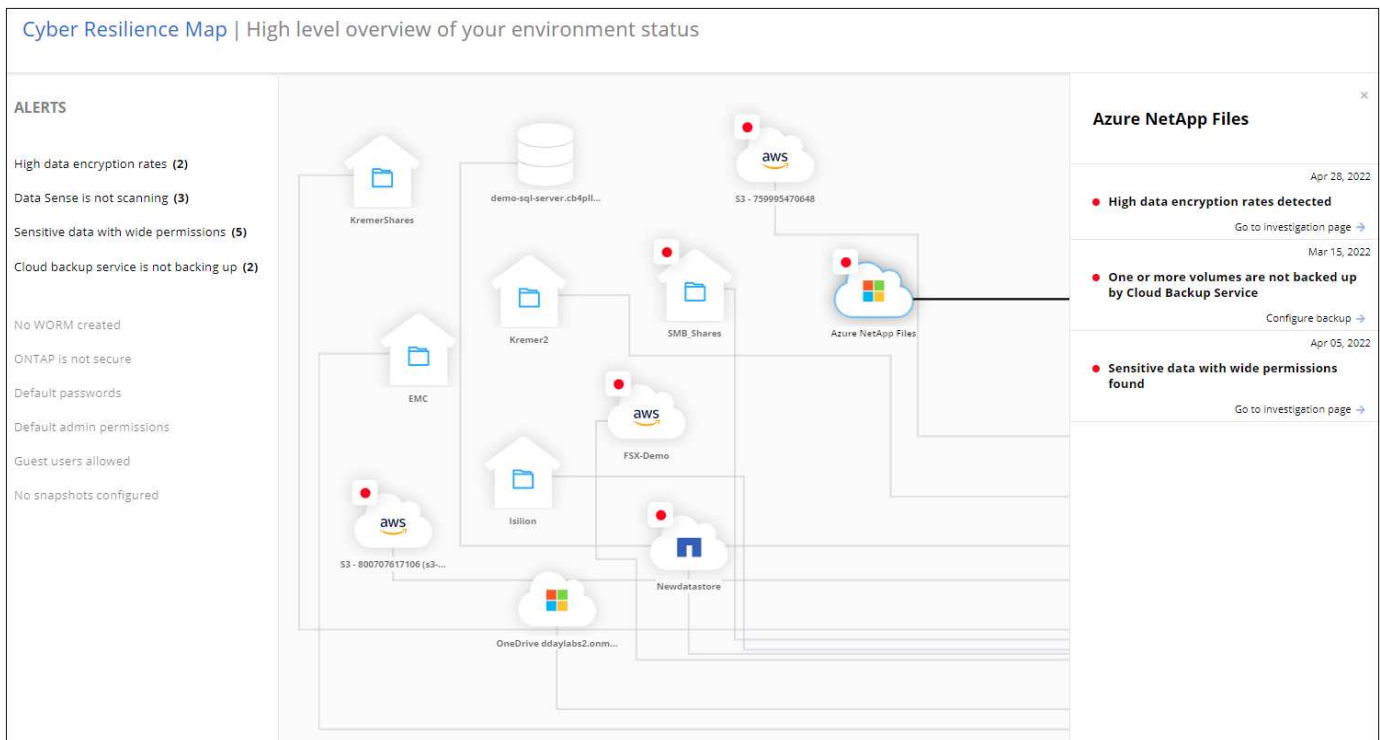 Cyber Resilience Map | High level overview of your environment status
ALERTS
High data encryption rates (2)
Data Sense is not scanning (3)
Sensitive data with wide permissions (5)
Cloud backup service is not backing up (2)
No WORM created
ONTAP is not secure
Default passwords
Default admin permissions
Guest users allowed
No snapshots configured
KremerShares
demo-sql-server.cb4pll...
aws
S3 - 759995470648
Kremer2
SMB_Shares
Azure NetApp Files
EMC
aws
FSX-Demo
Isilion
aws
S3 - 800707617106 (s3-...
Newdatastore
OneDrive ddaylabs2.onm...
×
Azure NetApp Files
Apr 28, 2022
High data encryption rates detected
Go to investigation page →
Mar 15, 2022
One or more volumes are not backed up
by Cloud Backup Service
Configure backup →
Apr 05, 2022
Sensitive data with wide permissions
found
Go to investigation page →